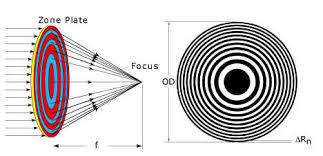 Zone Plate
Focus
f
OD
ΔRn